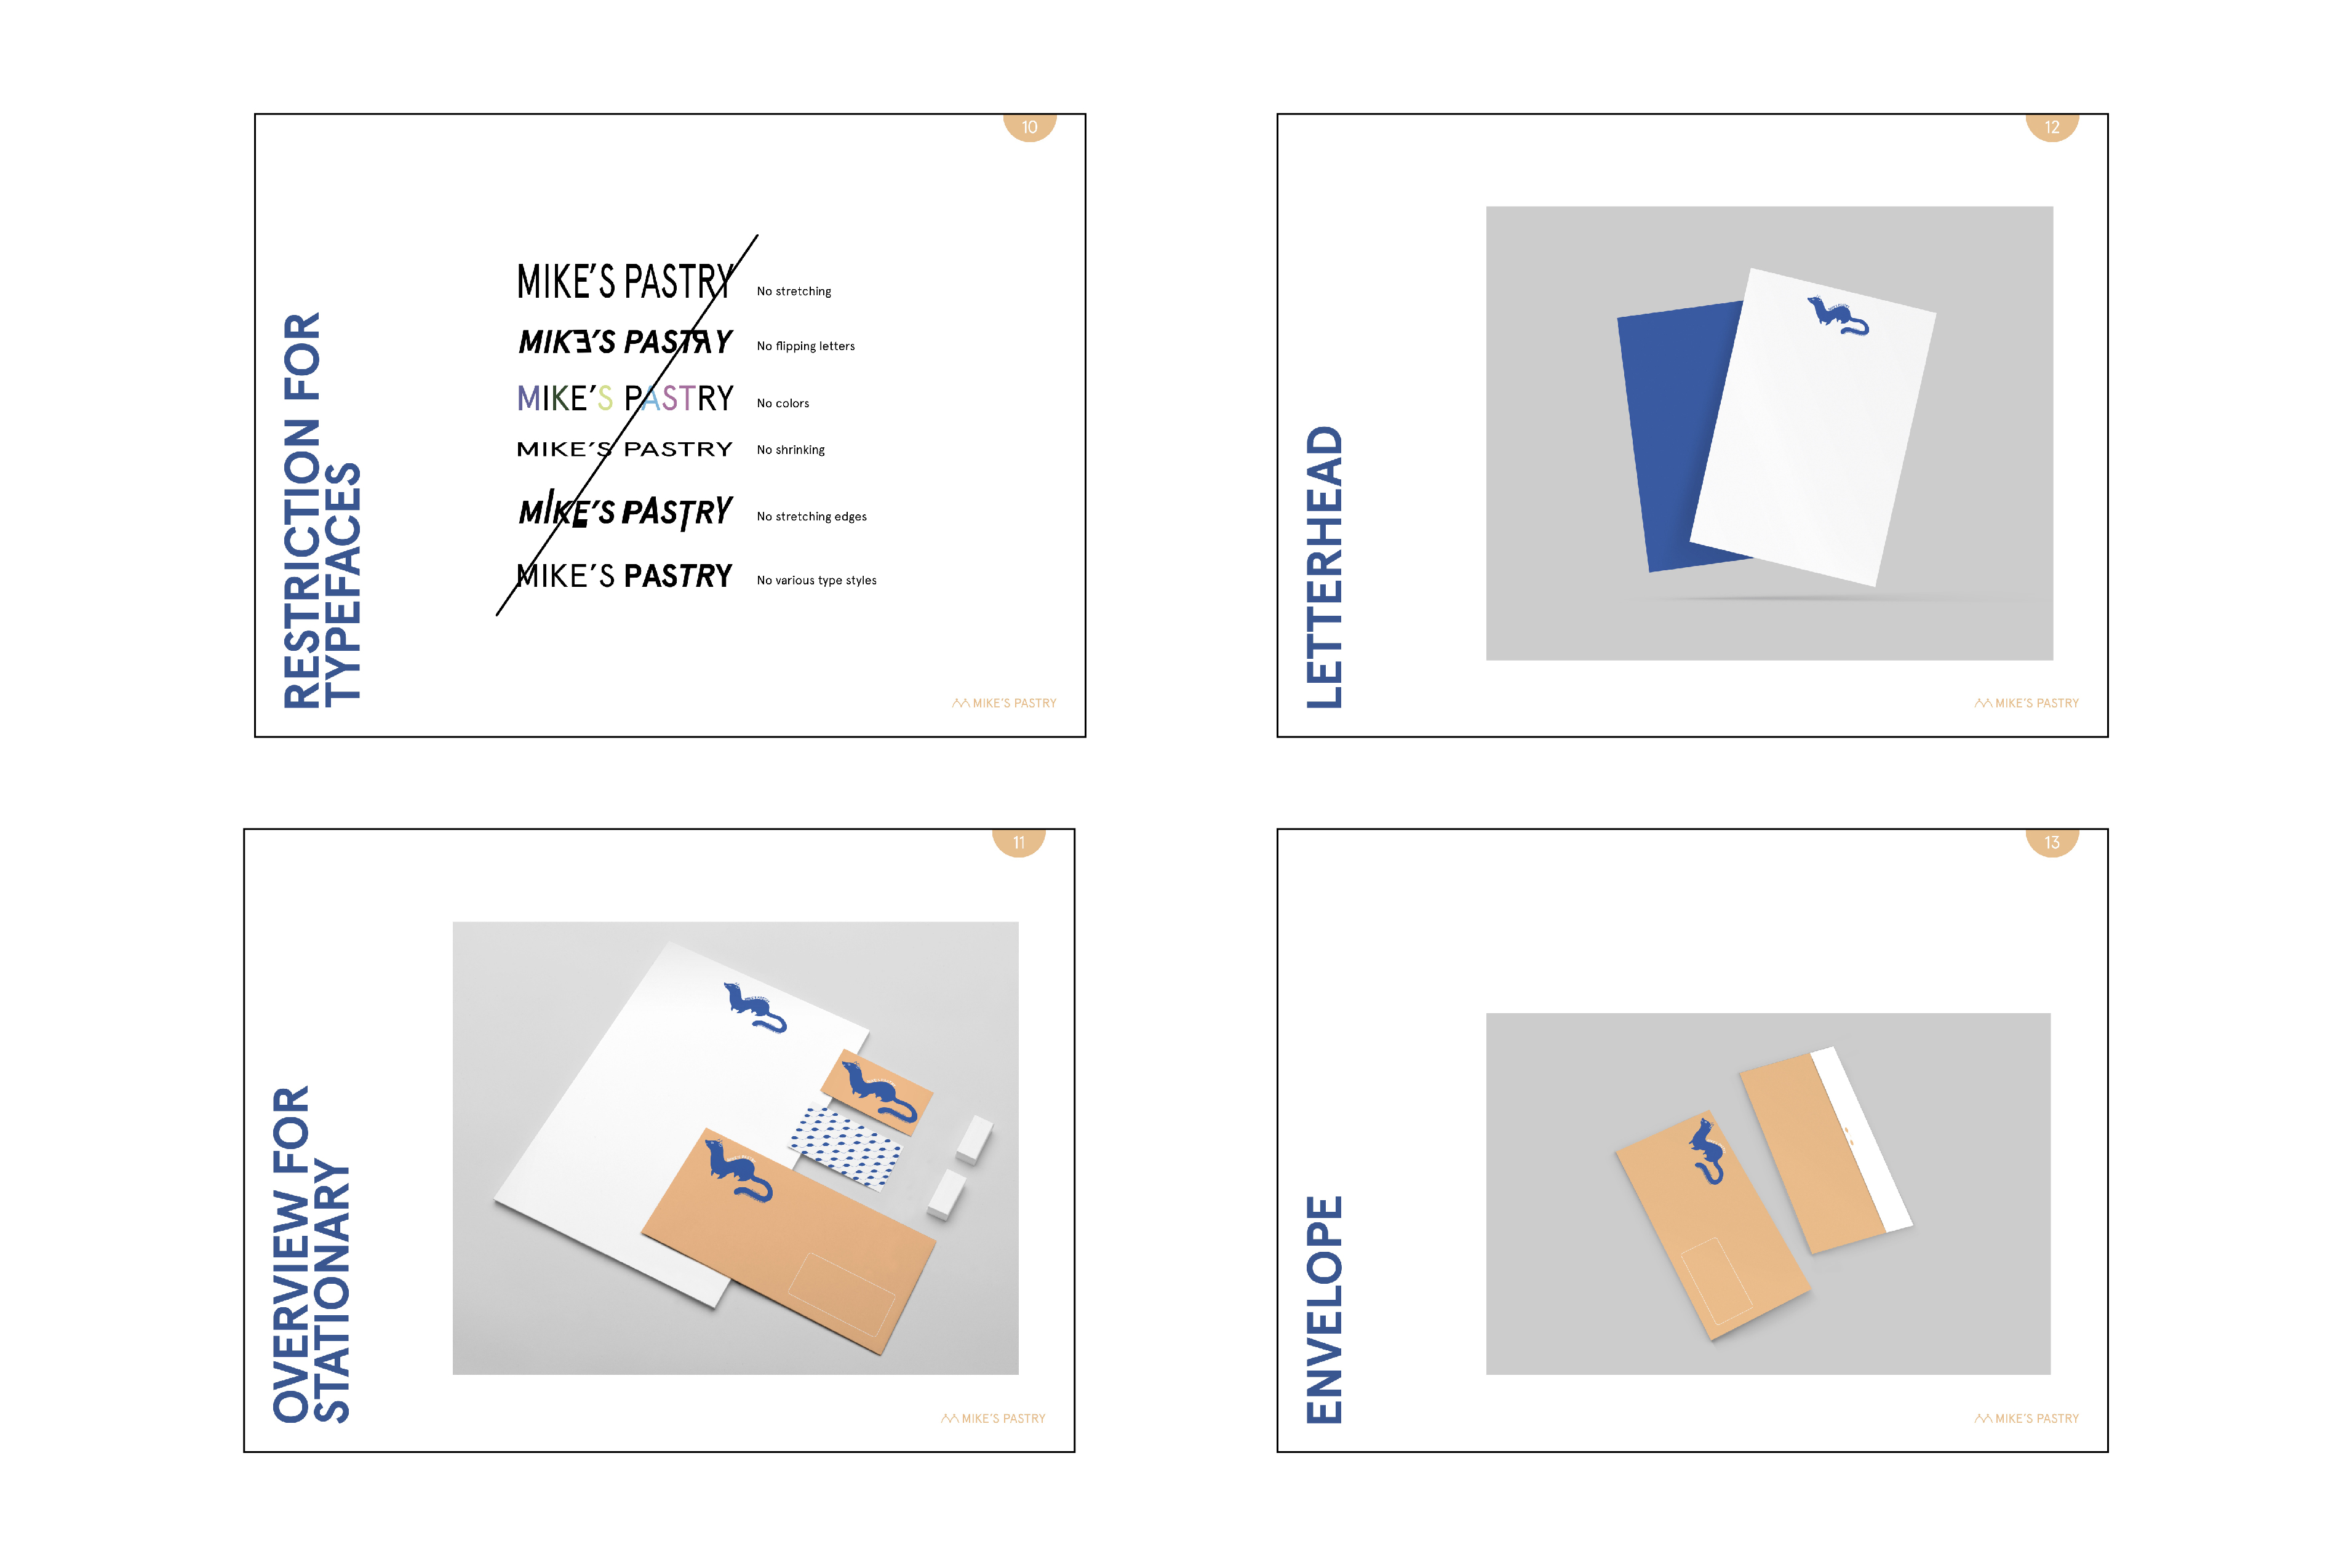 10
RESTRICTION FOR
TYPEFACES
MIKE'S PASTRY
No stretching
MIKƎ'S PASTЯY
No flipping letters
MIKE'S PASTRY
No colors
MIKE'S PASTRY
No shrinking
MIKE'S PASTRY
No stretching edges
MIKE'S PASTRY
No various type styles
MIKE'S PASTRY
12
LETTERHEAD
MIKE'S PASTRY
11
OVERVIEW FOR
STATIONARY
MIKE'S PASTRY
13
ENVELOPE
MIKE'S PASTRY